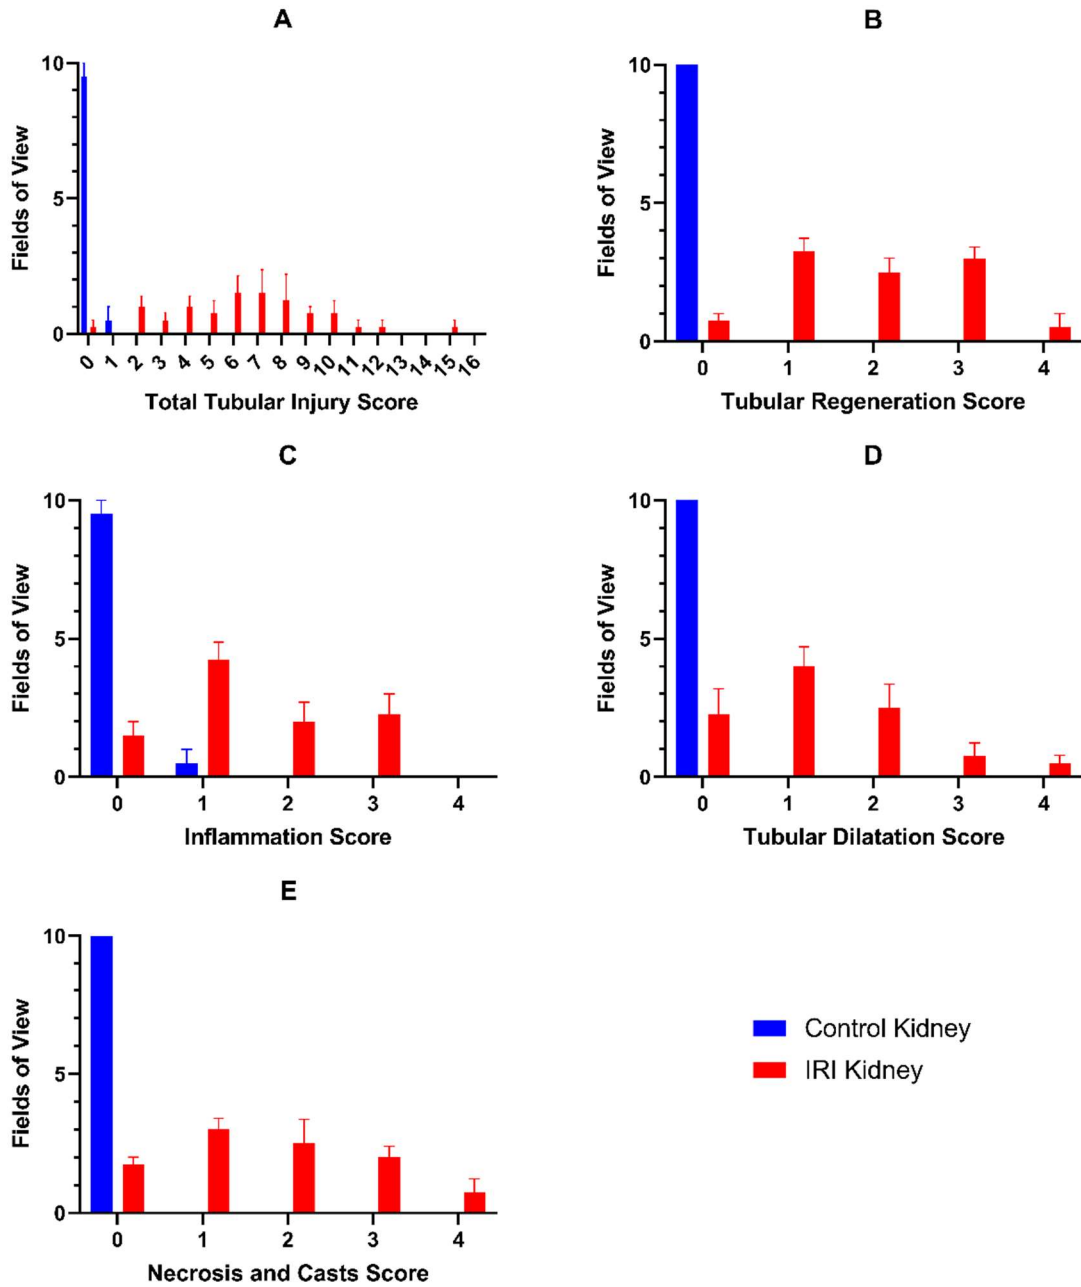 A
10
5
0
Fields of View
0 1 2 3 4 5 6 7 8 9 10 11 12 13 14 15 16
Total Tubular Injury Score
B
10
5
0
Fields of View
0 1 2 3 4
Tubular Regeneration Score
C
10
5
0
Fields of View
0 1 2 3 4
Inflammation Score
D
10
5
0
Fields of View
0 1 2 3 4
Tubular Dilatation Score
E
10
5
0
Fields of View
0 1 2 3 4
Necrosis and Casts Score
Control Kidney
IRI Kidney